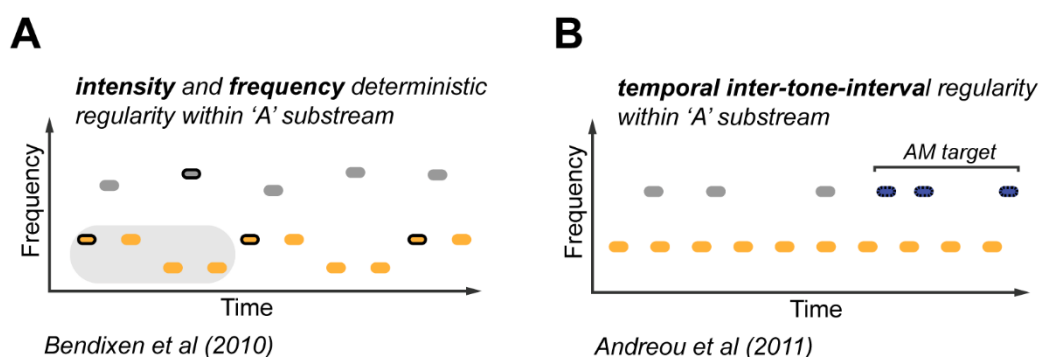 A
intensity and frequency deterministic
regularity within ‘A’ substream
Frequency
Time
Bendixen et al (2010)
B
temporal inter-tone-interval regularity
within ‘A’ substream
AM target
Frequency
Time
Andreou et al (2011)